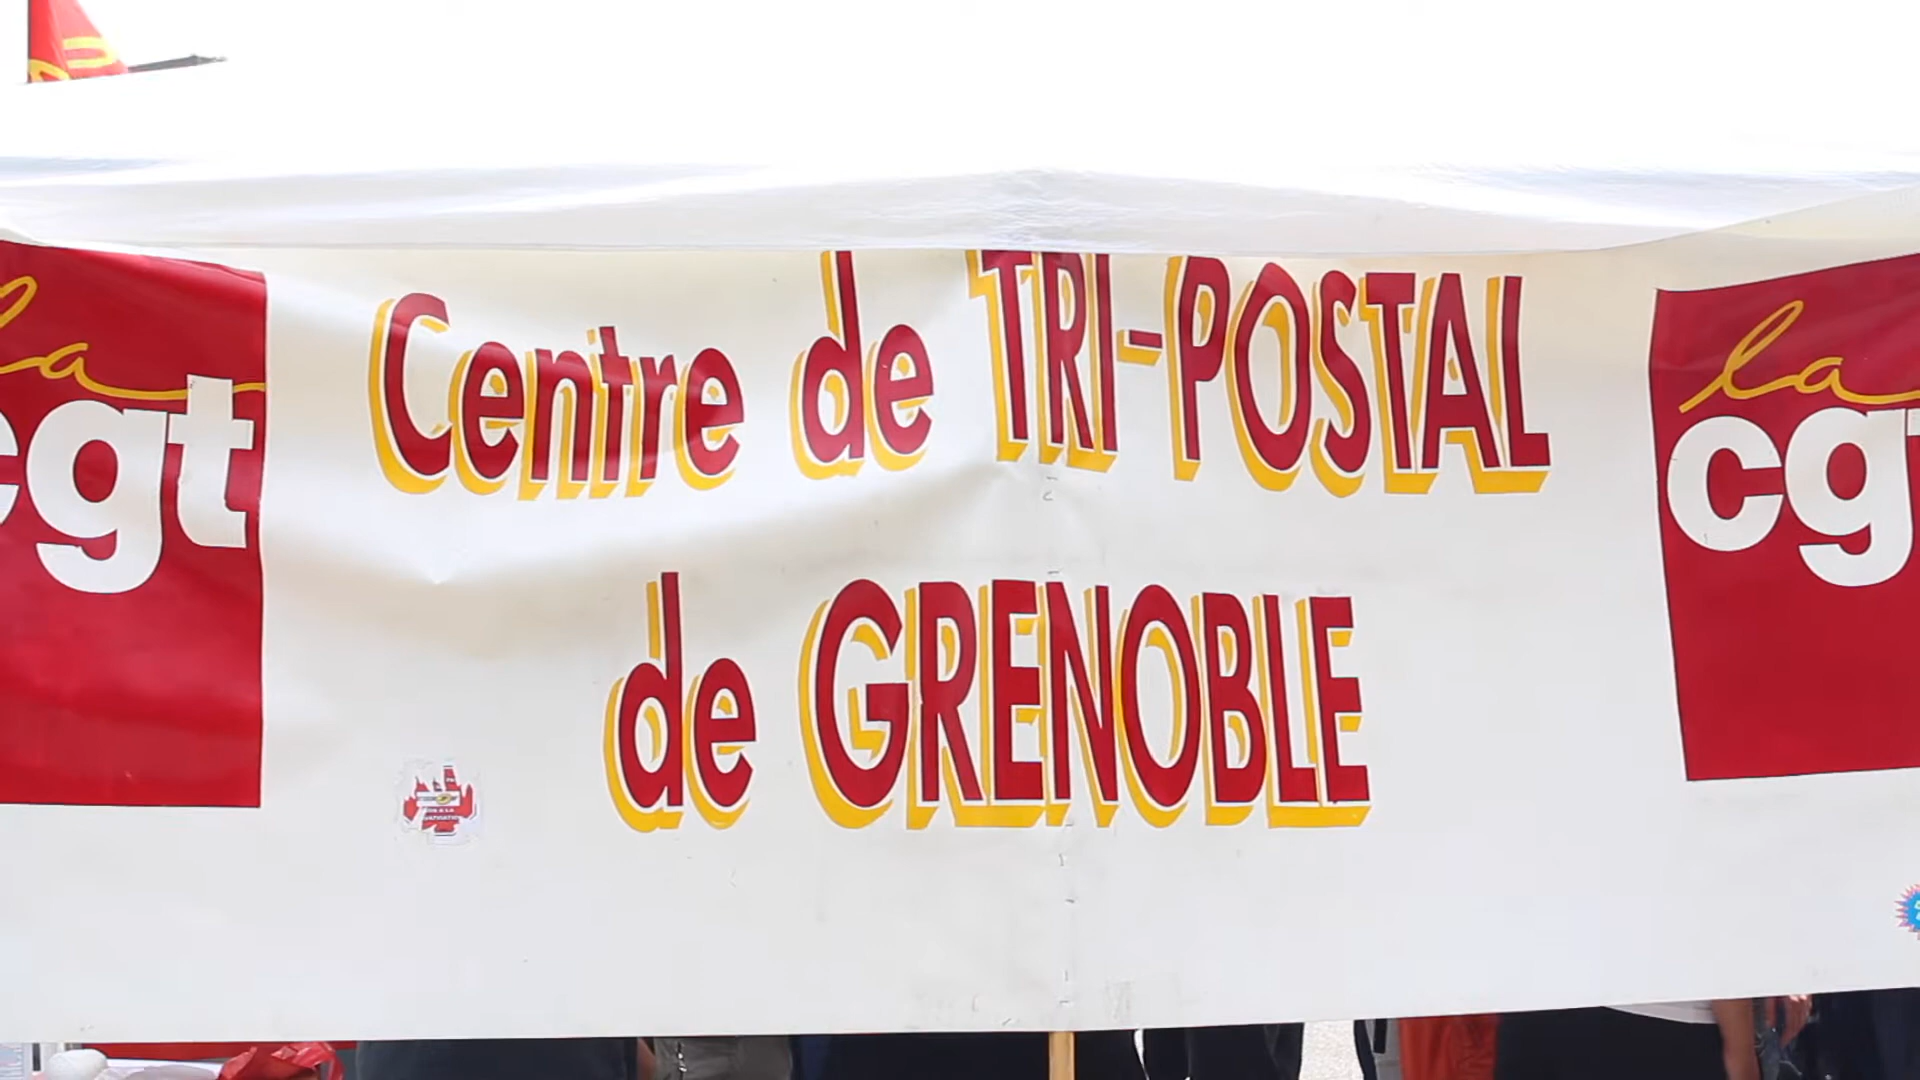 la
cgt
Centre de TRI-POSTAL
de GRENOBLE
la
cgt